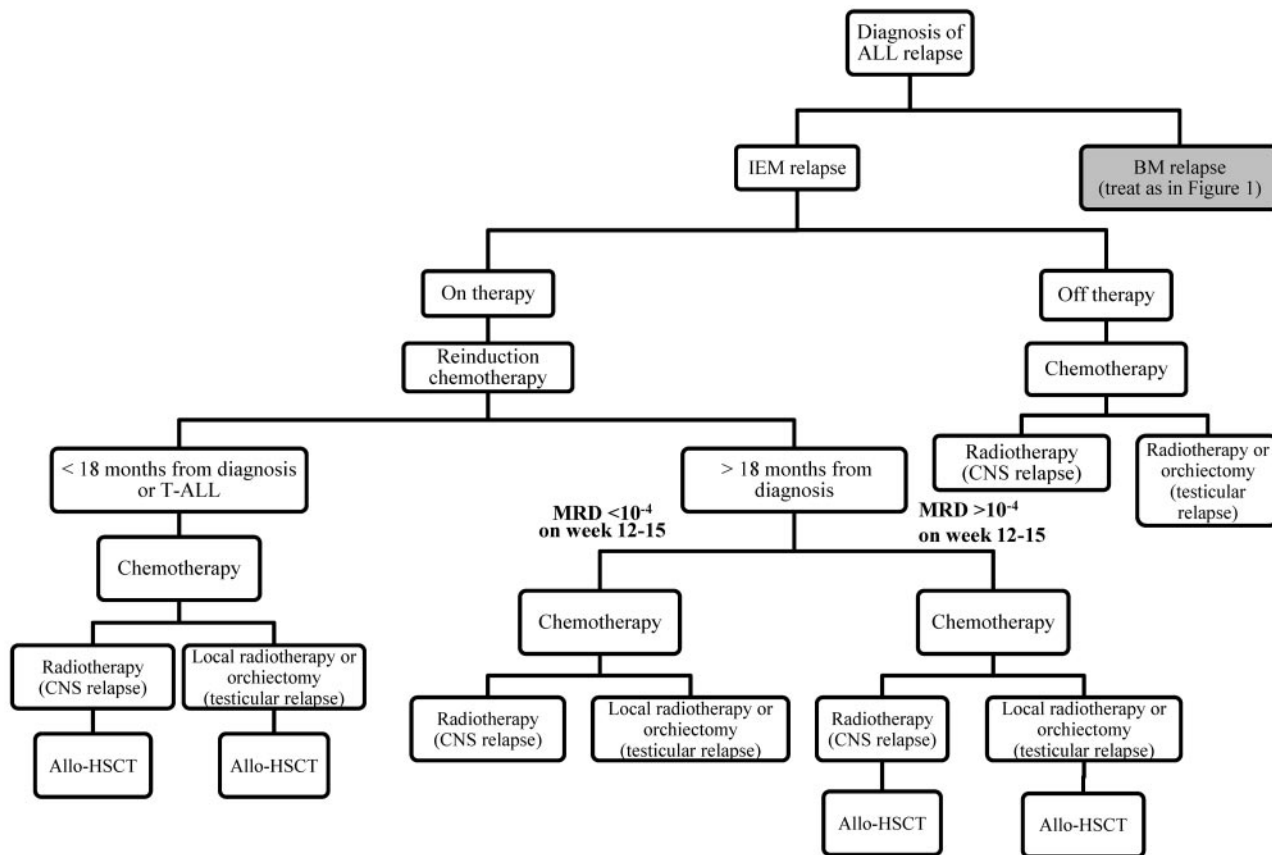 Diagnosis of
ALL relapse
IEM relapse
BM relapse
(treat as in Figure 1)
On therapy
Off therapy
Reinduction
chemotherapy
Chemotherapy
< 18 months from diagnosis
or T-ALL
> 18 months from
diagnosis
Radiotherapy
(CNS relapse)
Radiotherapy or
orchiectomy
(testicular
relapse)
MRD <10⁻⁴
on week 12-15
MRD >10⁻⁴
on week 12-15
Chemotherapy
Chemotherapy
Chemotherapy
Radiotherapy
(CNS relapse)
Local radiotherapy or
orchiectomy
(testicular relapse)
Radiotherapy
(CNS relapse)
Local radiotherapy or
orchiectomy
(testicular relapse)
Radiotherapy
(CNS relapse)
Local radiotherapy or
orchiectomy
(testicular relapse)
Allo-HSCT
Allo-HSCT
Allo-HSCT
Allo-HSCT